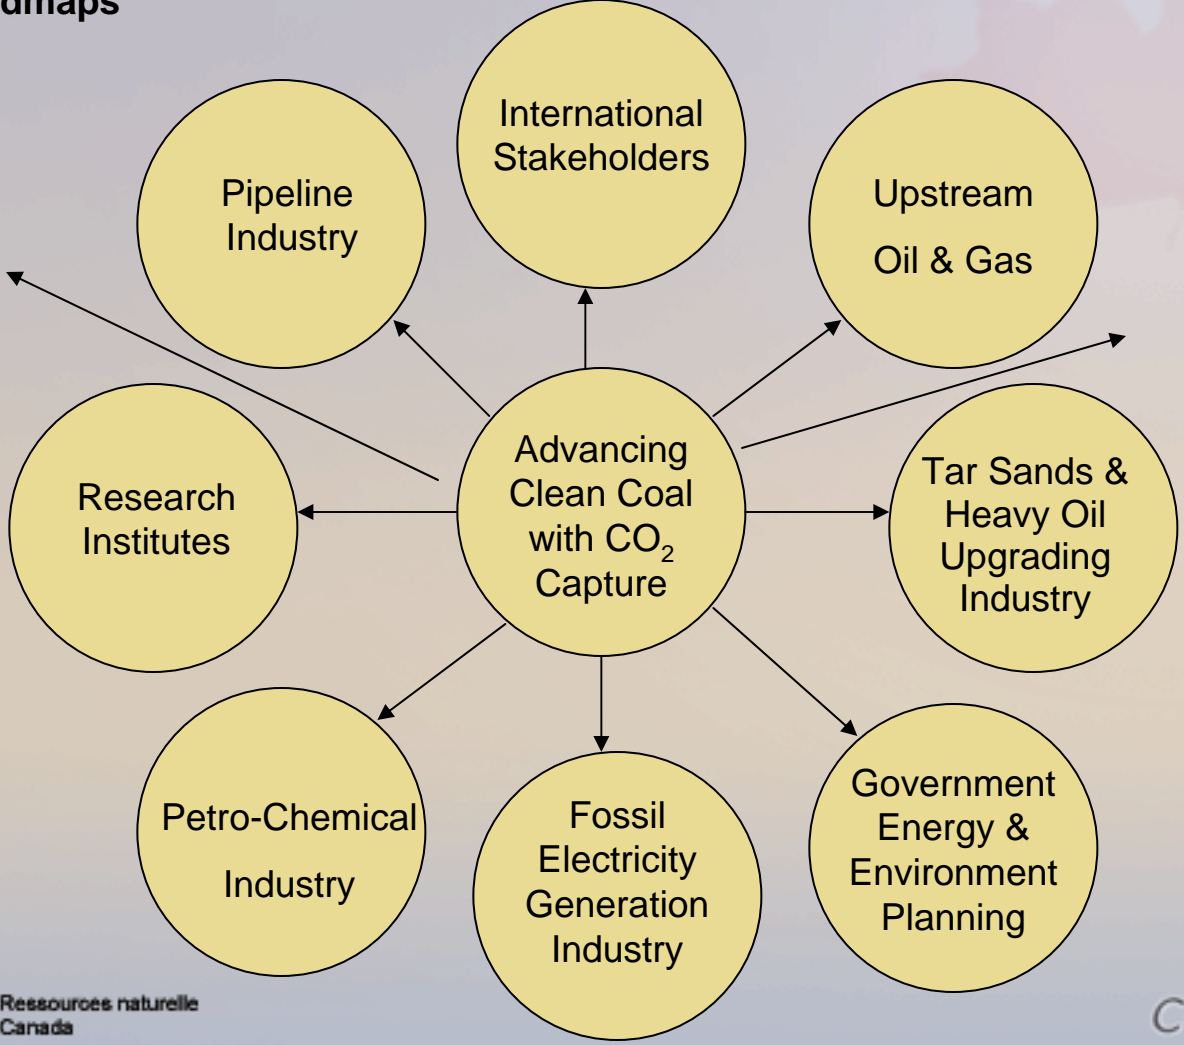 dmaps
International
Stakeholders
Pipeline
Industry
Upstream
Oil & Gas
Advancing
Clean Coal
with CO₂
Capture
Research
Institutes
Tar Sands &
Heavy Oil
Upgrading
Industry
Petro-Chemical
Industry
Fossil
Electricity
Generation
Industry
Government
Energy &
Environment
Planning
Ressources naturelle
Canada
C